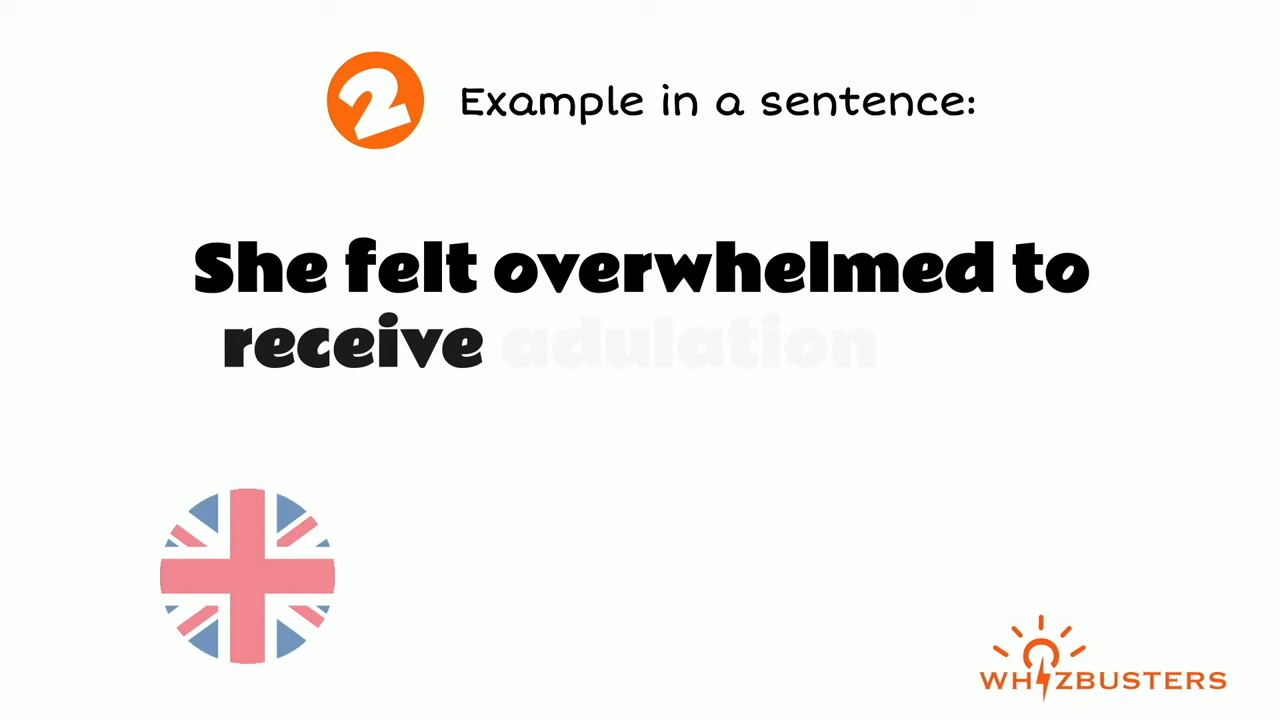 2 Example in a sentence:
She felt overwhelmed to
receive adulation
WHIZBUSTERS